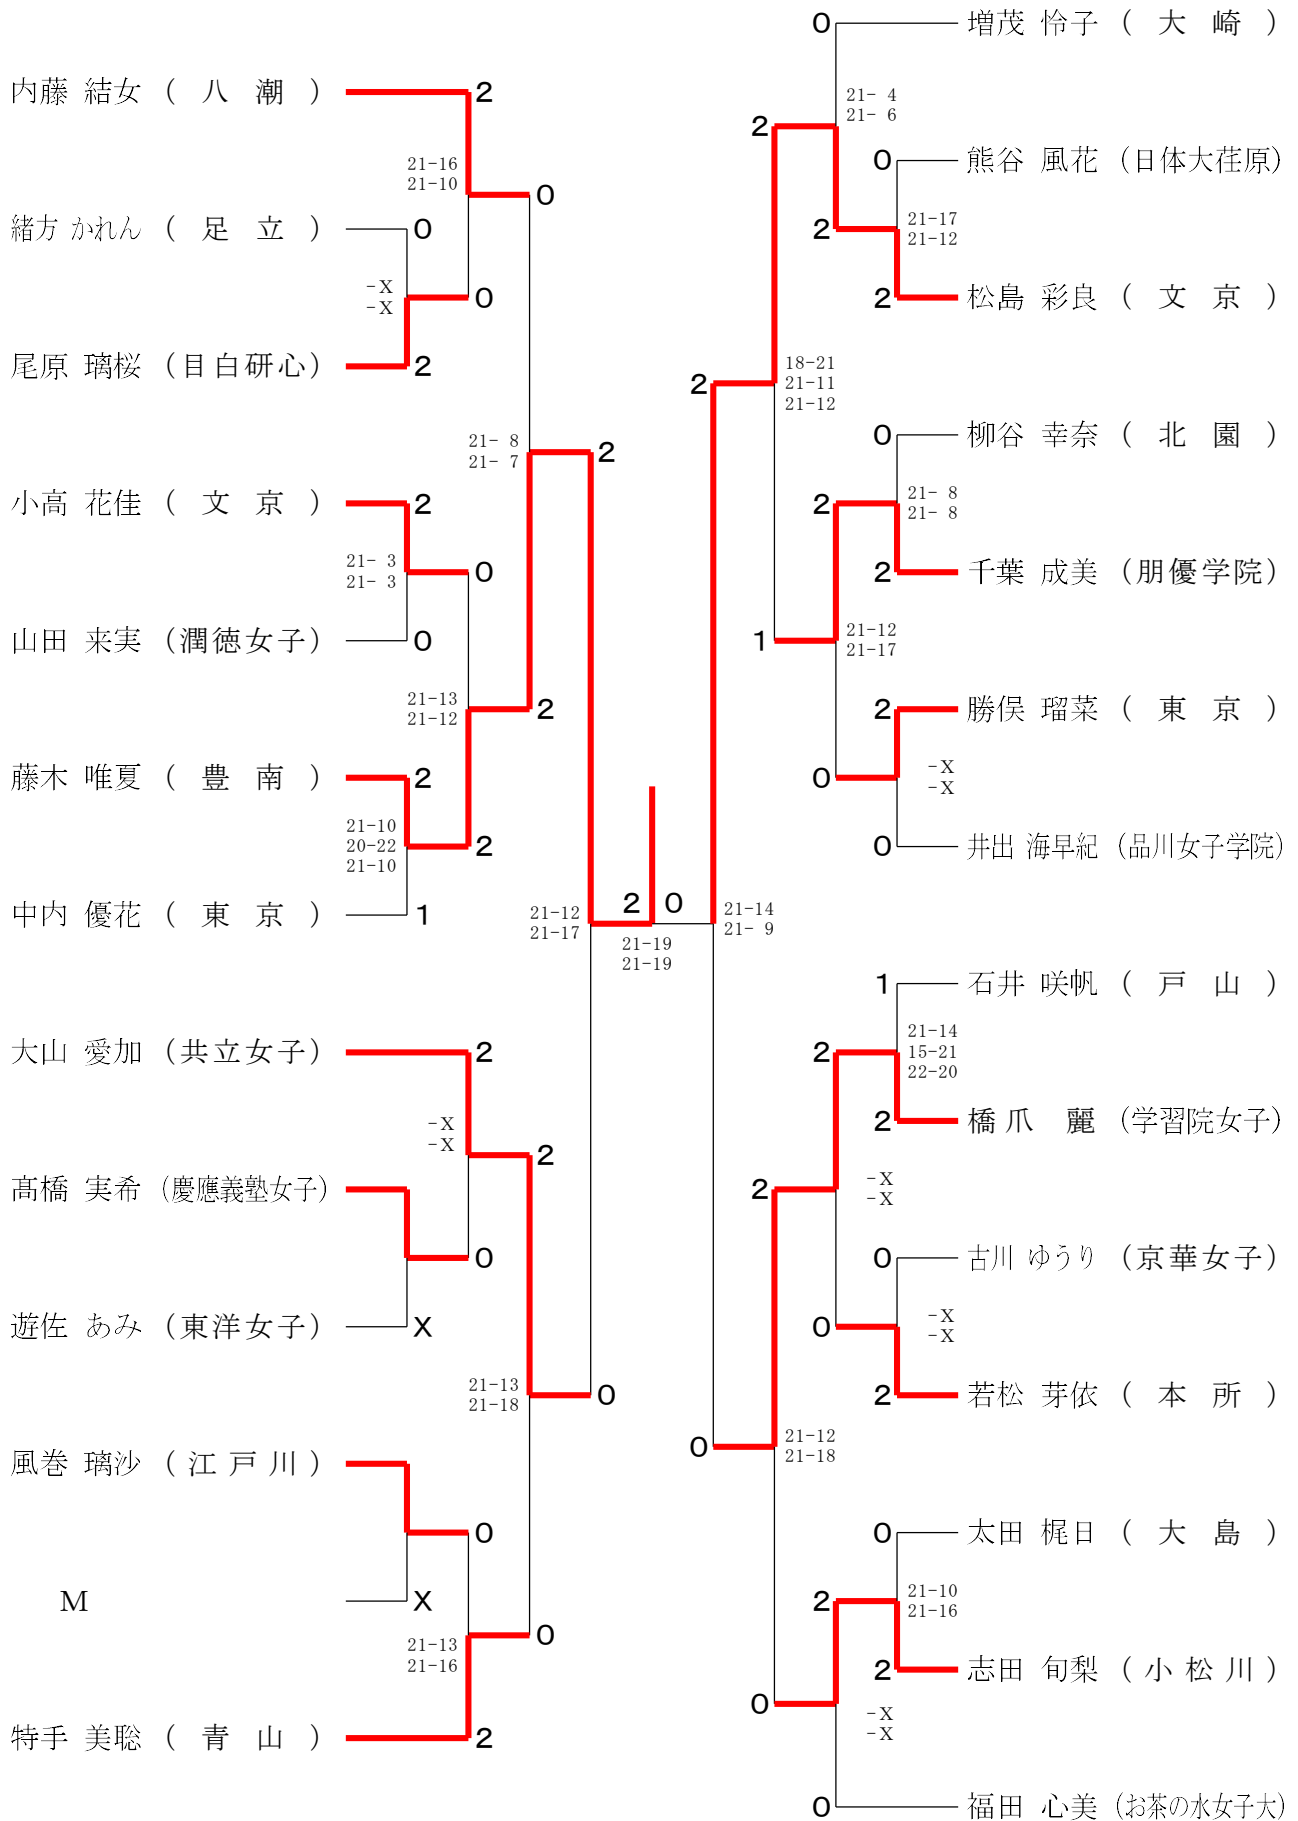 内藤 結女 ( 八 潮 ) 2
21-16
21-10
0
緒方 かれん ( 足 立 ) 0
-X
-X
0
尾原 璃桜 (目白研心) 2
21- 8
21- 7
2
小高 花佳 ( 文 京 ) 2
21- 3
21- 3
0
山田 来実 (潤徳女子) 0
21-13
21-12
2
藤木 唯夏 ( 豊 南 ) 2
21-10
20-22
21-10
2
中内 優花 ( 東 京 ) 1
21-12
21-17
2 0
21-19
21-19
大山 愛加 (共立女子) 2
-X
-X
2
髙橋 実希 (慶應義塾女子)
0
遊佐 あみ (東洋女子) X
21-13
21-18
0
風巻 璃沙 (江戸川)
0
M X
21-13
21-16
0
特手 美聡 ( 青 山 ) 2
0 増茂 怜子 ( 大 崎 )
21- 4
21- 6
2
0 熊谷 風花 (日体大荏原)
2
21-17
21-12
2 松島 彩良 ( 文 京 )
2
18-21
21-11
21-12
0 柳谷 幸奈 ( 北 園 )
2
21- 8
21- 8
2 千葉 成美 (朋優学院)
1
21-12
21-17
2 勝俣 瑠菜 ( 東 京 )
0
-X
-X
0 井出 海早紀 (品川女子学院)
21-14
21- 9
1 石井 咲帆 ( 戸 山 )
2
21-14
15-21
22-20
2 橋爪 麗 (学習院女子)
2
-X
-X
0 古川 ゆうり (京華女子)
0
-X
-X
2 若松 芽依 ( 本 所 )
0
21-12
21-18
0 太田 梶日 ( 大 島 )
2
21-10
21-16
2 志田 旬梨 (小松川)
0
-X
-X
0 福田 心美 (お茶の水女子大)